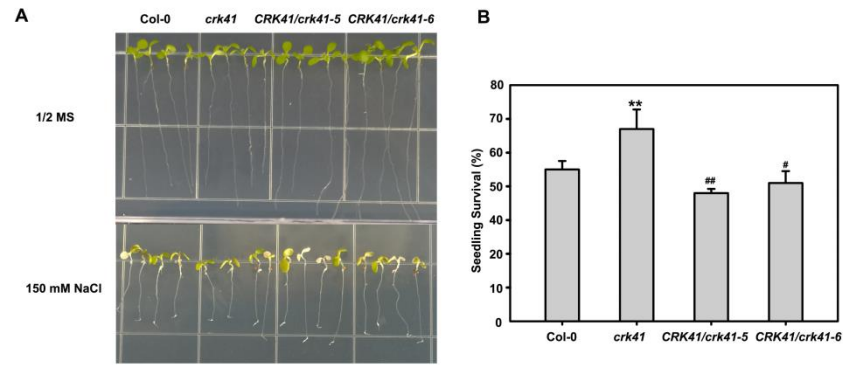 A
Col-0 crk41 CRK41/crk41-5 CRK41/crk41-6
1/2 MS
150 mM NaCl
B
Seedling Survival (%)
80
70
60
50
40
30
20
10
0
**
##
#
Col-0 crk41 CRK41/crk41-5 CRK41/crk41-6